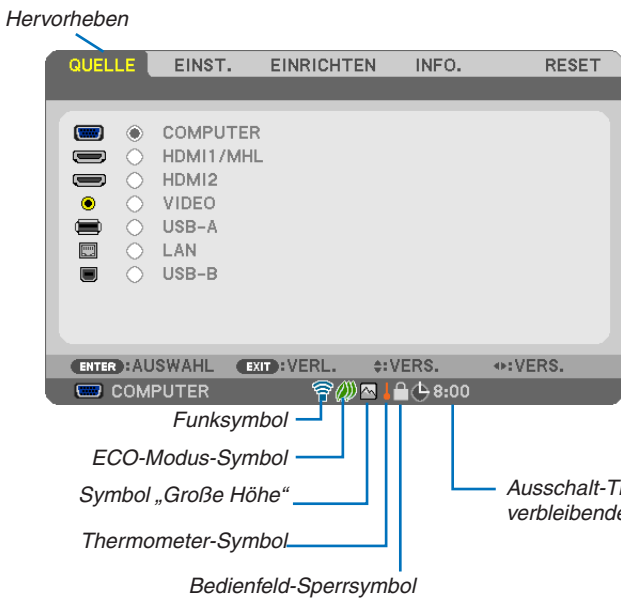 Hervorheben
QUELLE EINST. EINRICHTEN INFO. RESET
COMPUTER
HDMI1/MHL
HDMI2
VIDEO
USB-A
LAN
USB-B
ENTER :AUSWAHL EXIT :VERL. :VERS. :VERS.
COMPUTER 8:00
Funksymbol
ECO-Modus-Symbol
Symbol „Große Höhe“
Ausschalt-
Thermometer-Symbol
Bedienfeld-Sperrsymbol